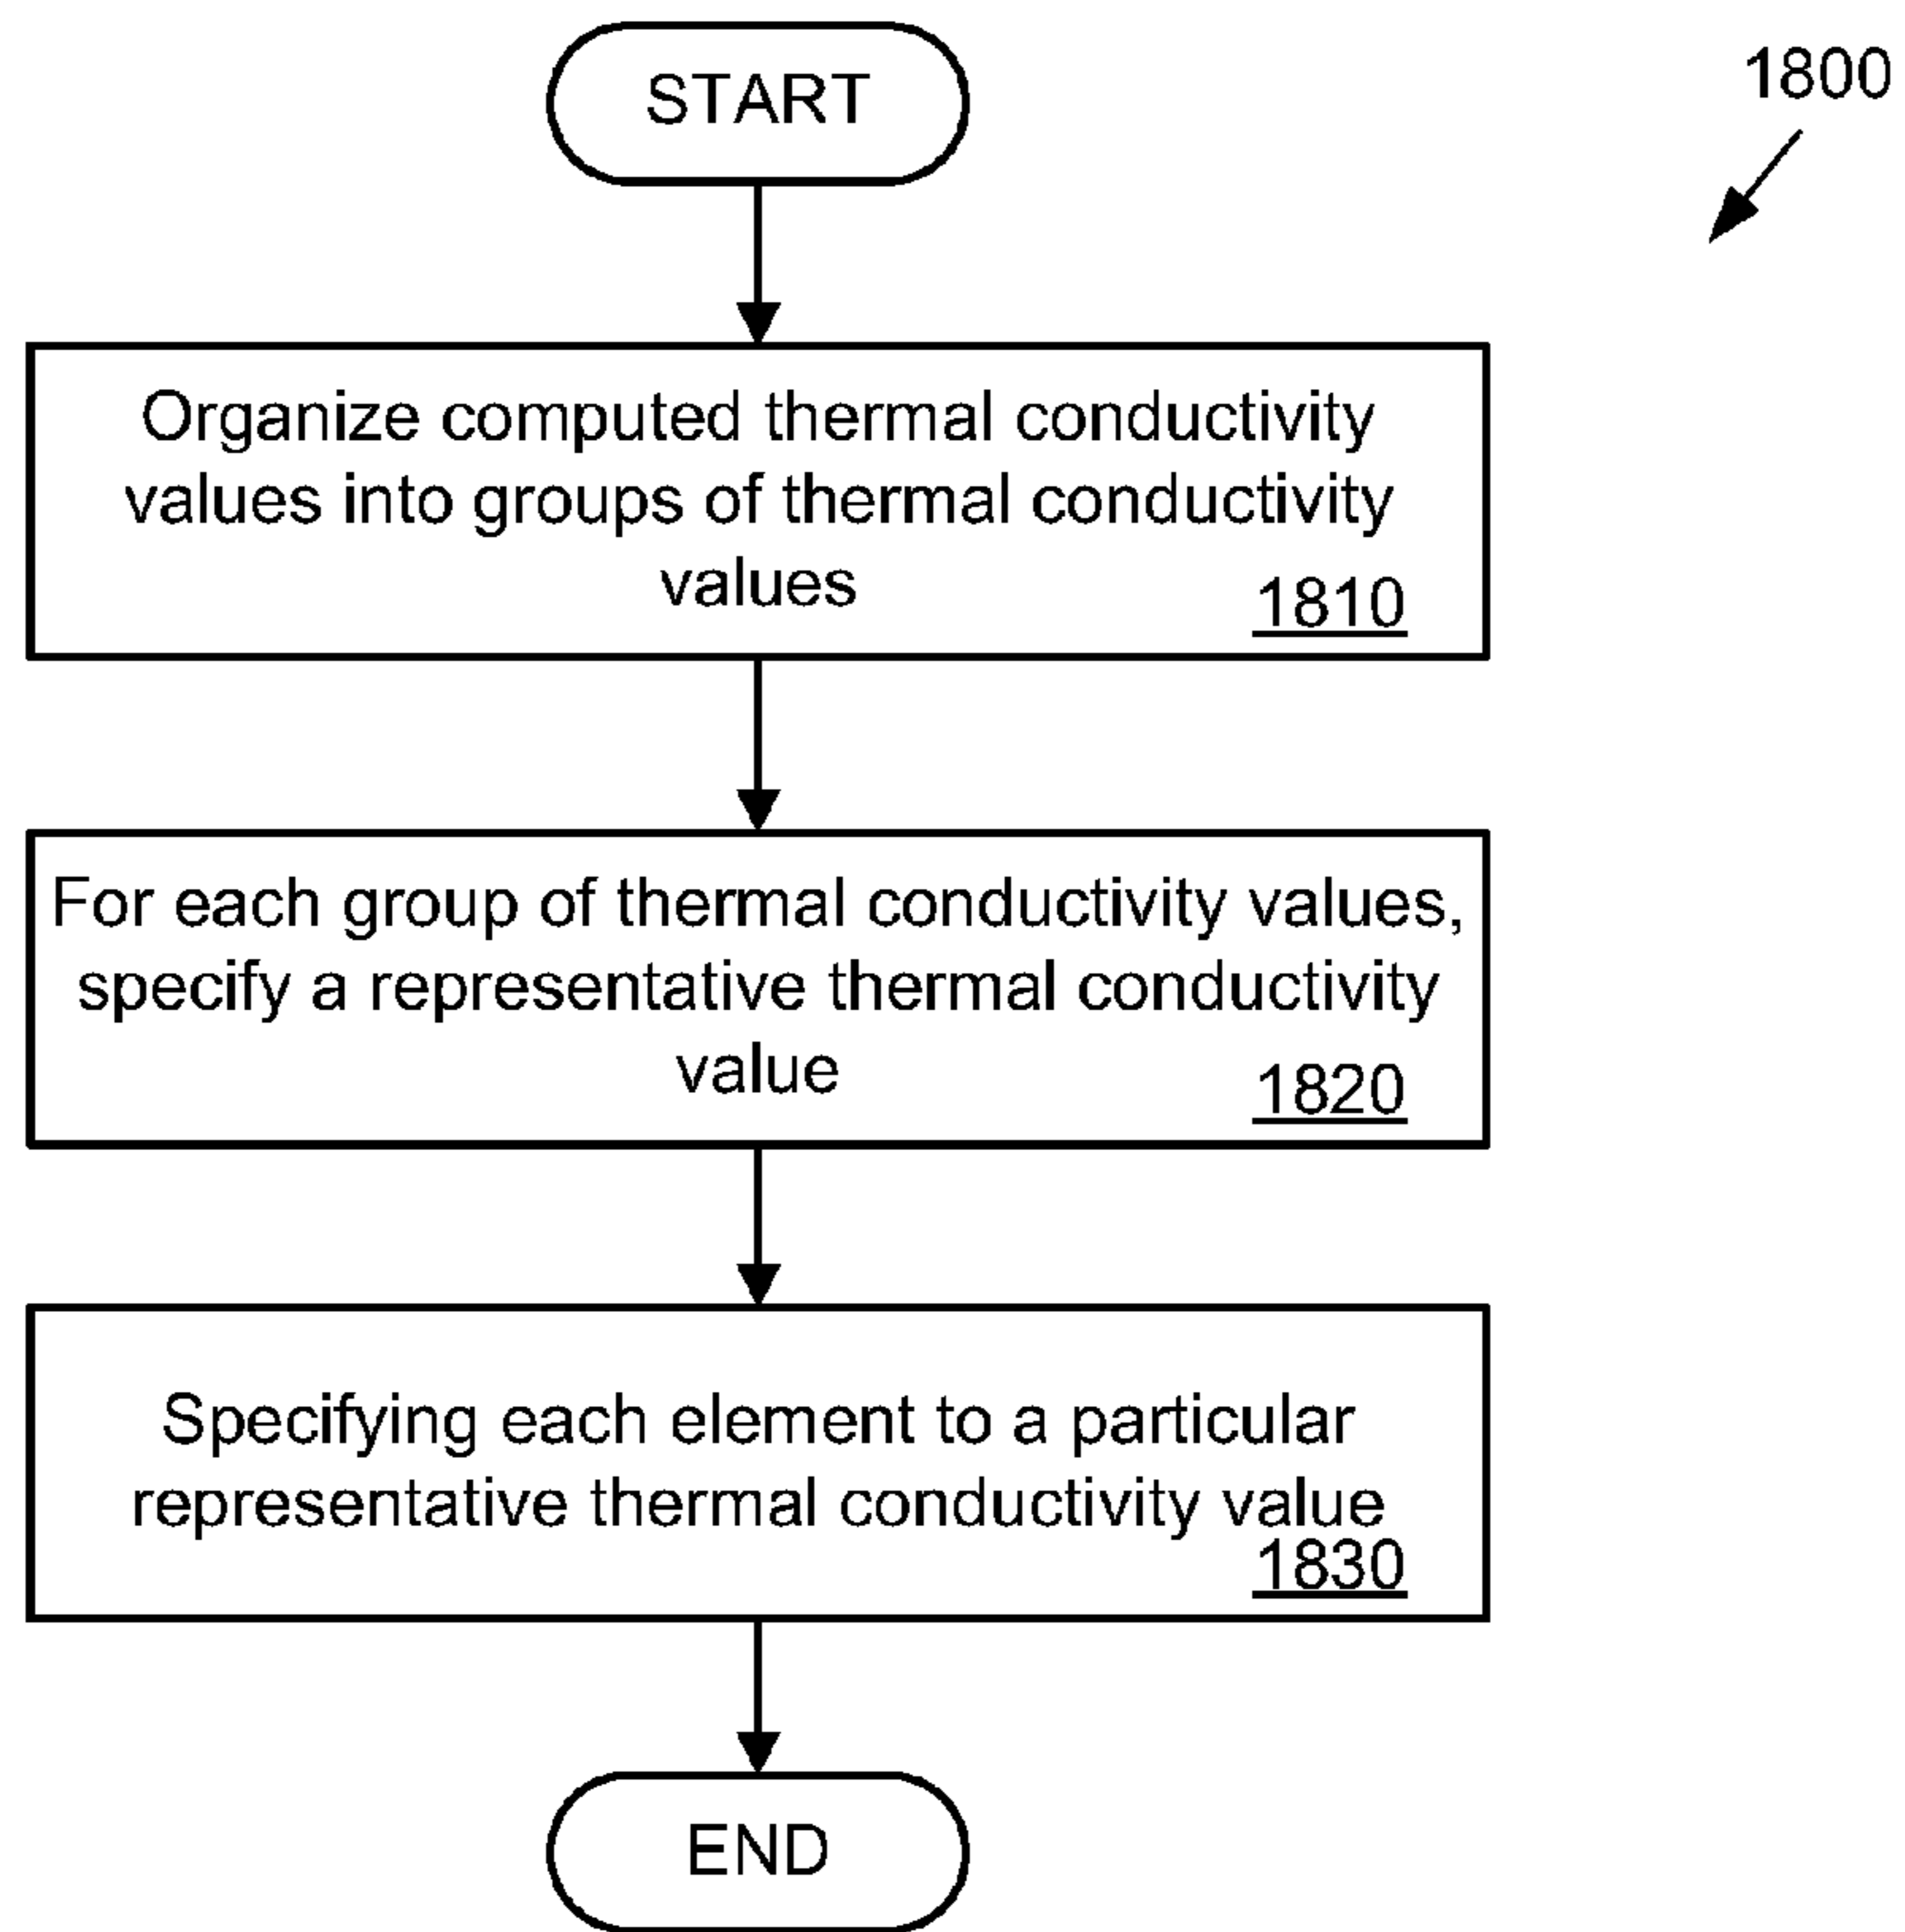 START
1800
Organize computed thermal conductivity
values into groups of thermal conductivity
values
1810
For each group of thermal conductivity values,
specify a representative thermal conductivity
value
1820
Specifying each element to a particular
representative thermal conductivity value
1830
END